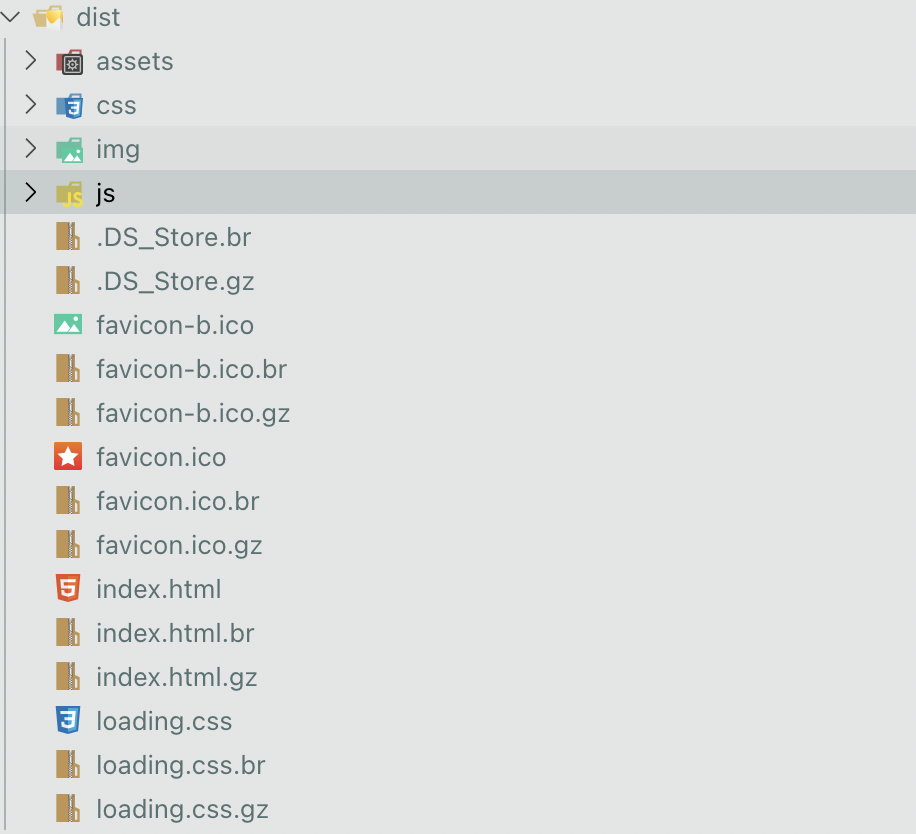 dist
assets
css
img
js
.DS_Store.br
.DS_Store.gz
favicon-b.ico
favicon-b.ico.br
favicon-b.ico.gz
favicon.ico
favicon.ico.br
favicon.ico.gz
index.html
index.html.br
index.html.gz
loading.css
loading.css.br
loading.css.gz